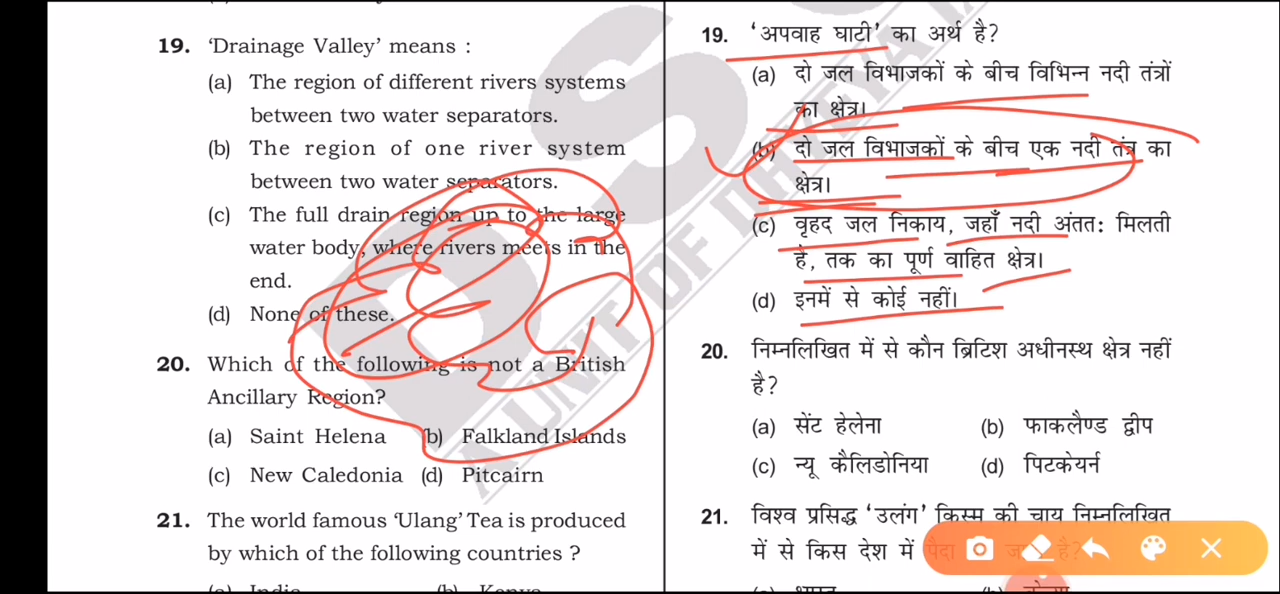 19. ‘Drainage Valley’ means :
(a) The region of different rivers systems
between two water separators.
(b) The region of one river system
between two water separators.
(c) The full drain region up to the large
water body, where rivers meets in the
end.
(d) None of these.
20. Which of the following is not a British
Ancillary Region?
(a) Saint Helena (b) Falkland Islands
(c) New Caledonia (d) Pitcairn
21. The world famous ‘Ulang’ Tea is produced
by which of the following countries ?
(a) India (b) Kenya
19. ‘अपवाह घाटी’ का अर्थ है?
(a) दो जल विभाजकों के बीच विभिन्न नदी तंत्रों
का क्षेत्र।
(b) दो जल विभाजकों के बीच एक नदी तंत्र का
क्षेत्र।
(c) वृहद जल निकाय, जहाँ नदी अंततः मिलती
है, तक का पूर्ण वाहित क्षेत्र।
(d) इनमें से कोई नहीं।
20. निम्नलिखित में से कौन ब्रिटिश अधीनस्थ क्षेत्र नहीं
है?
(a) सेंट हेलेना (b) फाकलैण्ड द्वीप
(c) न्यू कैलिडोनिया (d) पिटकेयर्न
21. विश्व प्रसिद्ध ‘उलंग’ किस्म की चाय निम्नलिखित
में से किस देश में पैदा है?
(a) भारत (b) केन्या